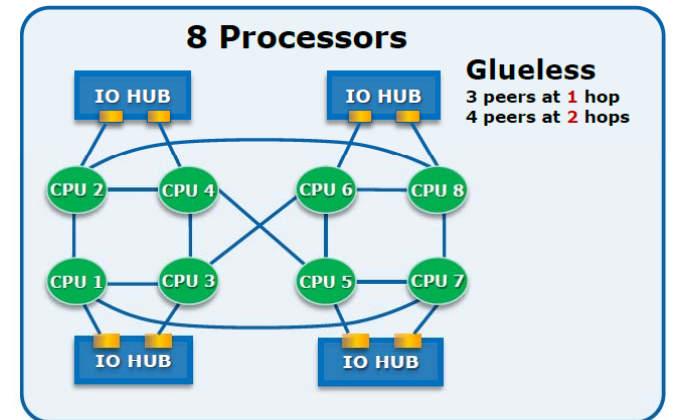 8 Processors
Glueless
3 peers at 1 hop
4 peers at 2 hops
IO HUB
IO HUB
CPU 2
CPU 4
CPU 6
CPU 8
CPU 1
CPU 3
CPU 5
CPU 7
IO HUB
IO HUB